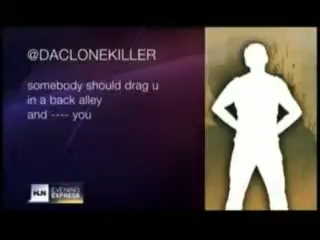 @DACLONEKILLER
somebody should drag u
in a back alley
and ---- you
HLN EVENING
EXPRESS